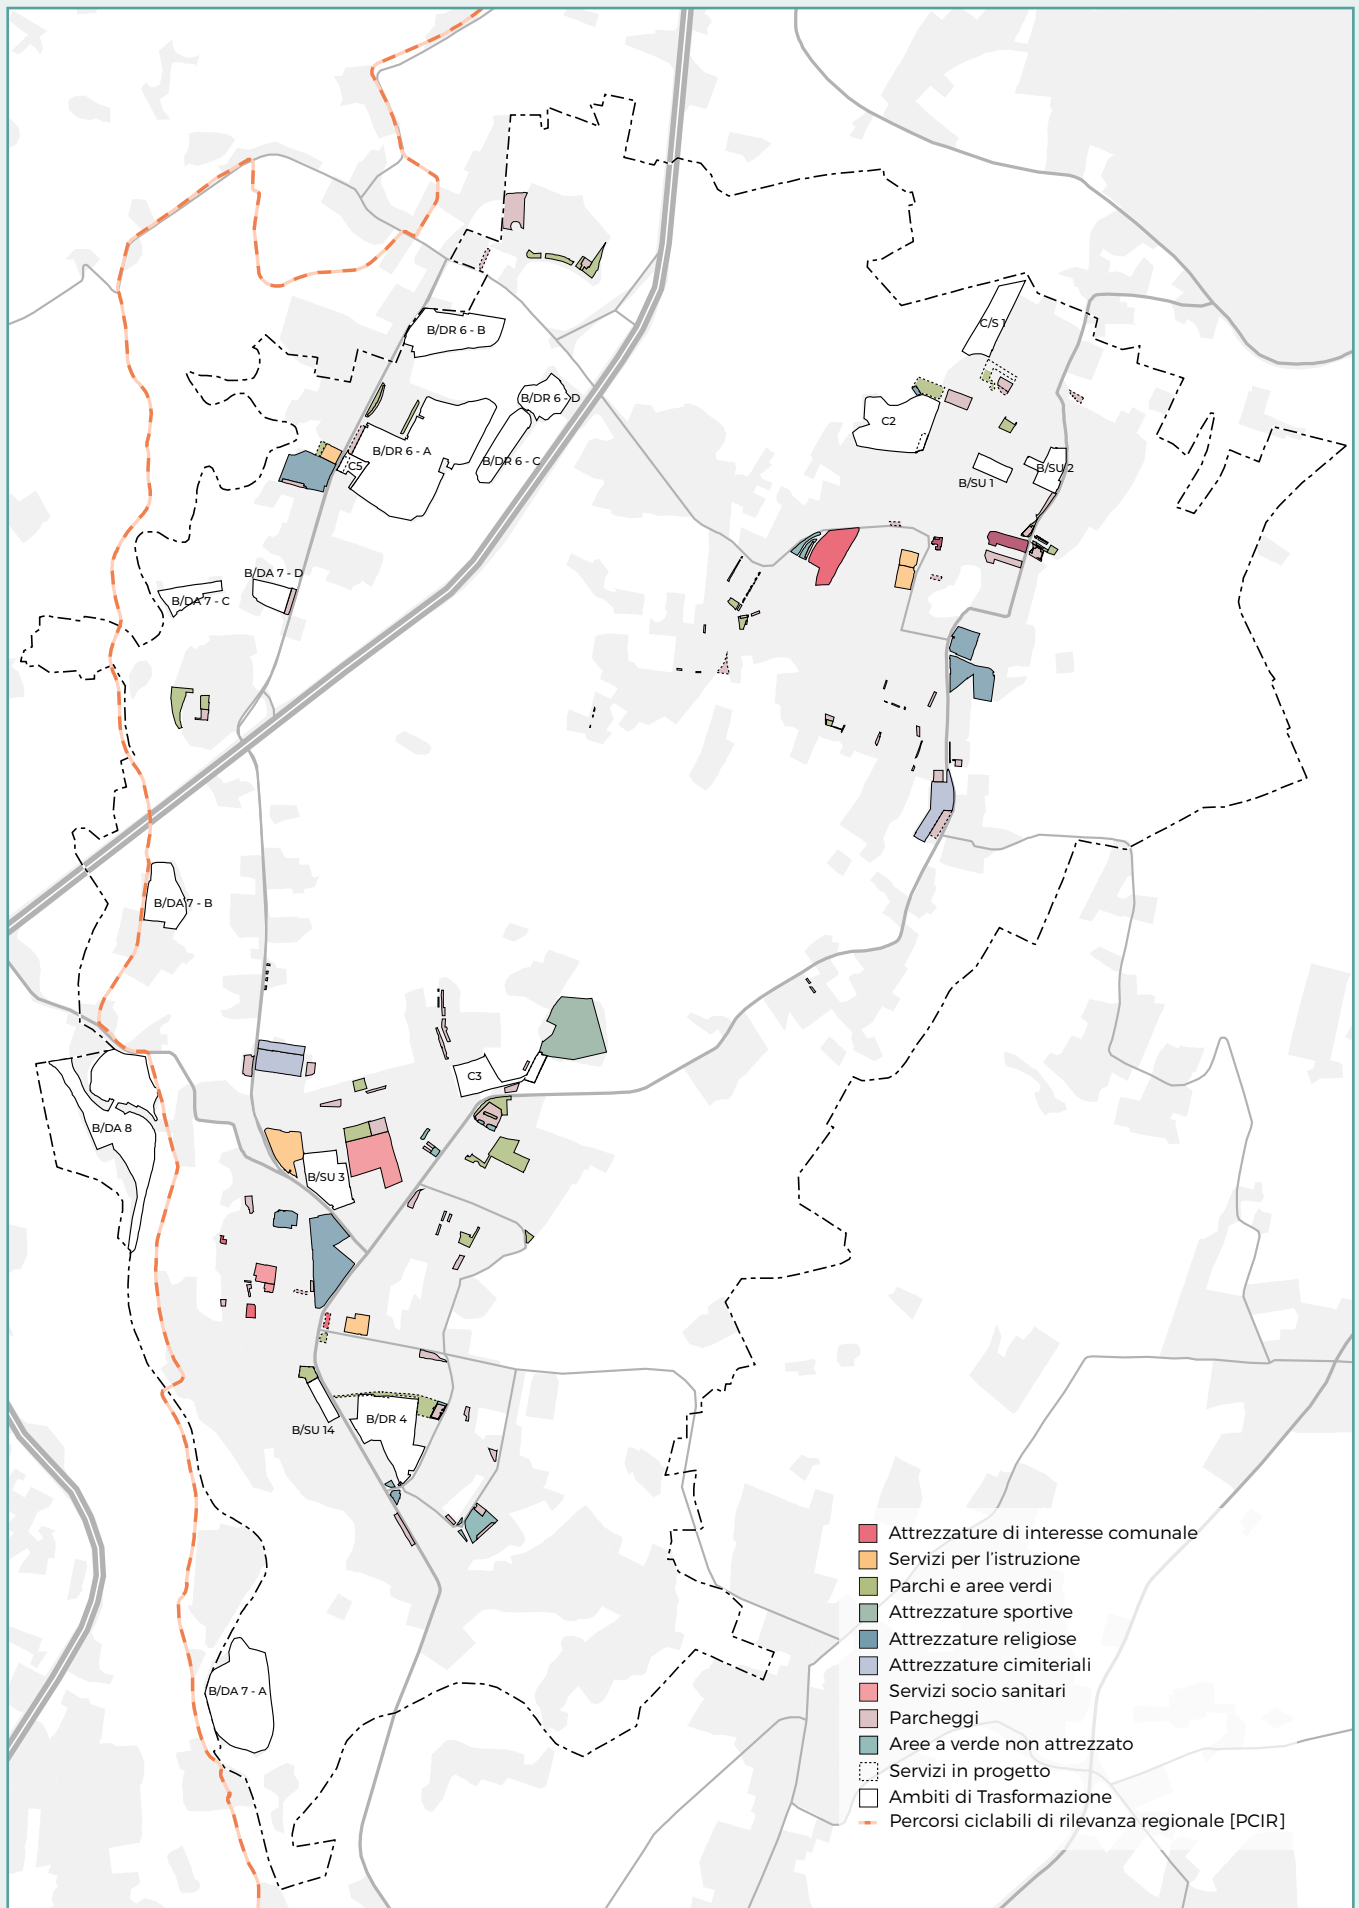 C/S 1
B/DR 6 - B
B/DR 6 - D
C2
B/DR 6 - A
C5
B/DR 6 - C
B/SU 2
B/SU 1
B/DA 7 - D
B/DA 7 - C
B/DA 7 - B
C3
B/DA 8
B/SU 3
B/DR 4
B/SU 14
B/DA 7 - A
Attrezzature di interesse comunale
Servizi per l'istruzione
Parchi e aree verdi
Attrezzature sportive
Attrezzature religiose
Attrezzature cimiteriali
Servizi socio sanitari
Parcheggi
Aree a verde non attrezzato
Servizi in progetto
Ambiti di Trasformazione
Percorsi ciclabili di rilevanza regionale [PCIR]